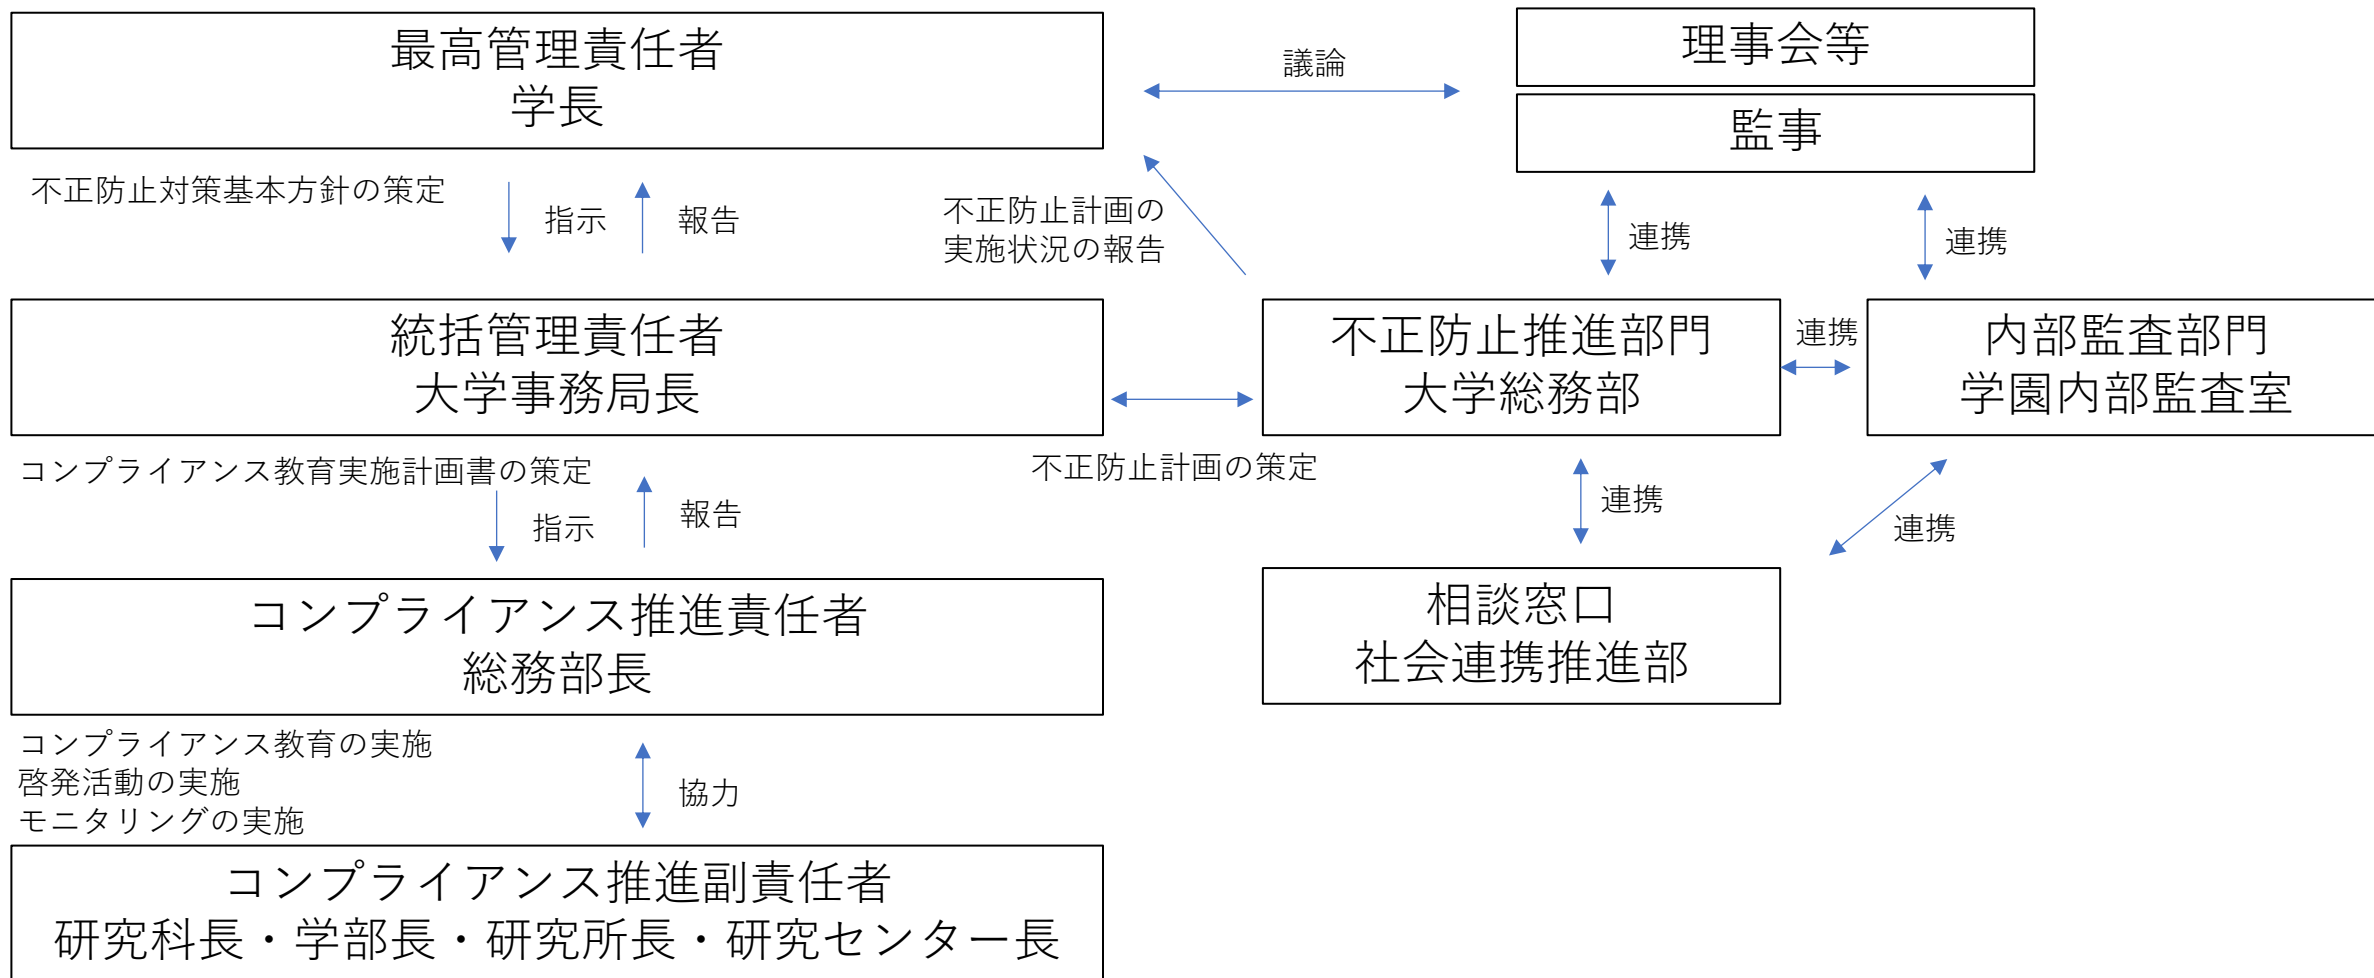 最高管理責任者
学長
議論
理事会等
監事
不正防止対策基本方針の策定
指示
報告
不正防止計画の
実施状況の報告
連携
連携
統括管理責任者
大学事務局長
不正防止推進部門
大学総務部
連携
内部監査部門
学園内部監査室
コンプライアンス教育実施計画書の策定
指示
報告
不正防止計画の策定
連携
連携
コンプライアンス推進責任者
総務部長
相談窓口
社会連携推進部
コンプライアンス教育の実施
啓発活動の実施
モニタリングの実施
協力
コンプライアンス推進副責任者
研究科長・学部長・研究所長・研究センター長